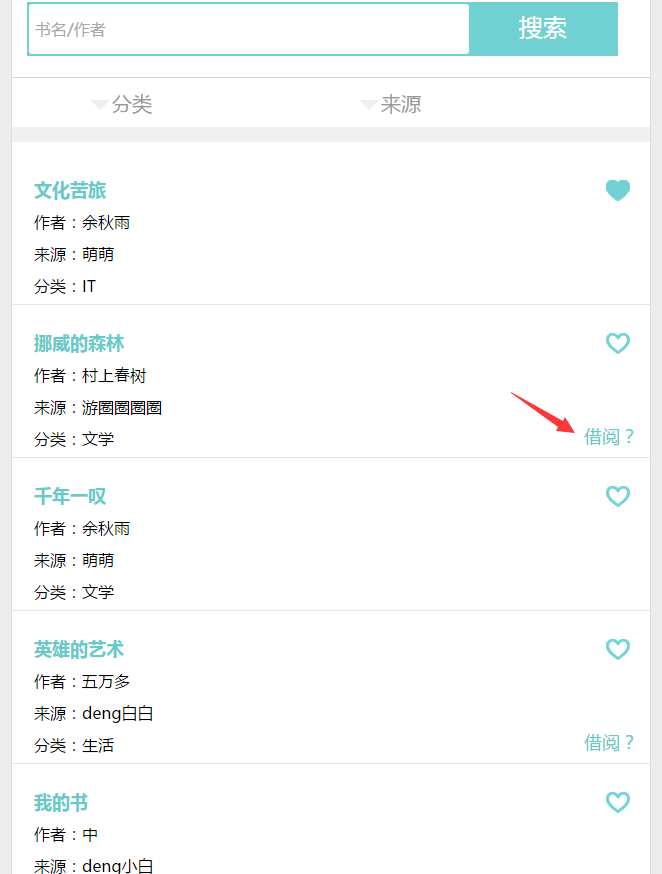 书名/作者 搜索
分类 来源
文化苦旅
作者：余秋雨
来源：萌萌
分类：IT
挪威的森林
作者：村上春树
来源：游圈圈圈圈
分类：文学 借阅？
千年一叹
作者：余秋雨
来源：萌萌
分类：文学
英雄的艺术
作者：五万多
来源：deng白白
分类：生活 借阅？
我的书
作者：中
来源：deng小白